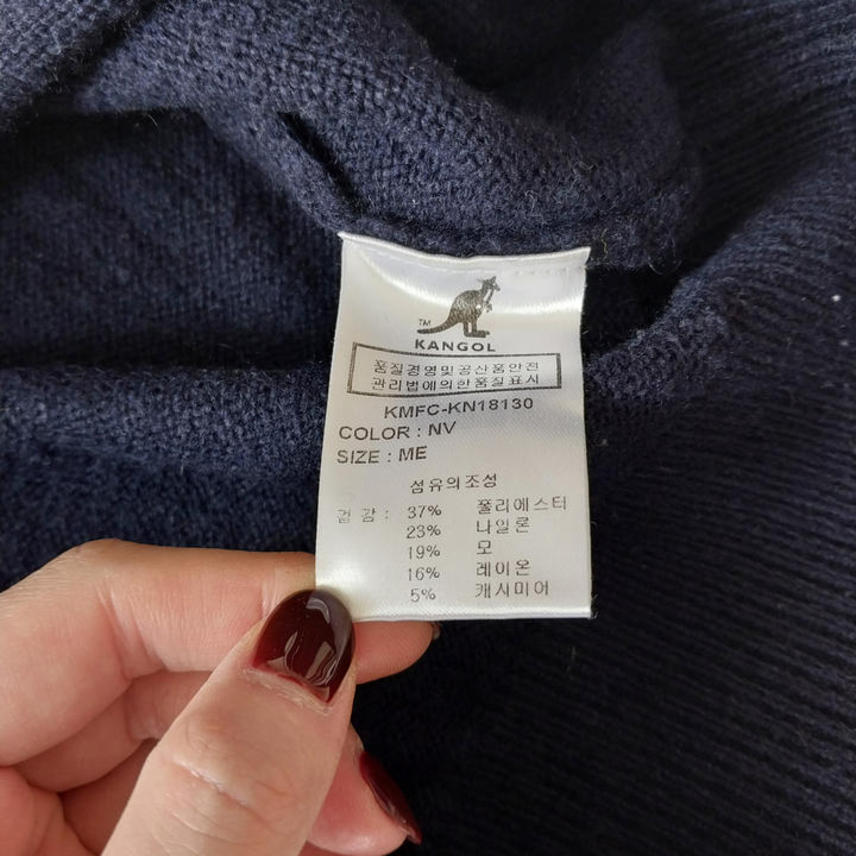 TM
KANGOL
품질경영및공산품안전
관리법에의한품질표시
KMFC-KN18130
COLOR : NV
SIZE : ME
섬유의조성
겉감 : 37% 폴리에스터
23% 나일론
19% 모
16% 레이온
5% 캐시미어